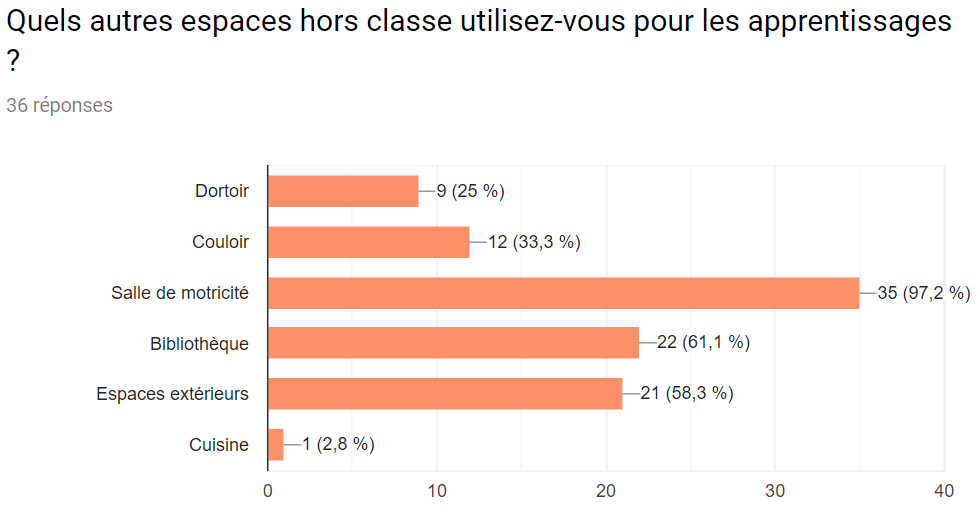 Quels autres espaces hors classe utilisez-vous pour les apprentissages
?
36 réponses
Dortoir 9 (25 %)
Couloir 12 (33,3 %)
Salle de motricité 35 (97,2 %)
Bibliothèque 22 (61,1 %)
Espaces extérieurs 21 (58,3 %)
Cuisine 1 (2,8 %)
0 10 20 30 40